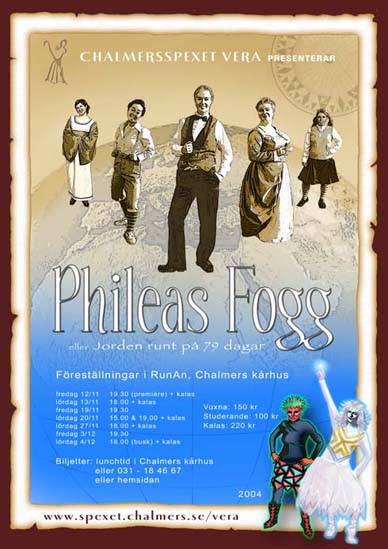 CHALMERSSPEXET VERA PRESENTERAR
Phileas Fogg
eller Jorden runt på 79 dagar
Föreställningar i RunAn, Chalmers kårhus
fredag 12/11 19.30 (première) + kalas
lördag 13/11 18.00 + kalas
fredag 19/11 19.30
lördag 20/11 15.00 & 19.00 + kalas
lördag 27/11 18.00 + kalas
fredag 3/12 19.30
lördag 4/12 18.00 (busk) + kalas
Vuxna: 150 kr
Studerande: 100 kr
Kalas: 220 kr
Biljetter: lunchtid i Chalmers kårhus
eller 031 - 18 46 67
eller hemsidan
2004
www.spexet.chalmers.se/vera